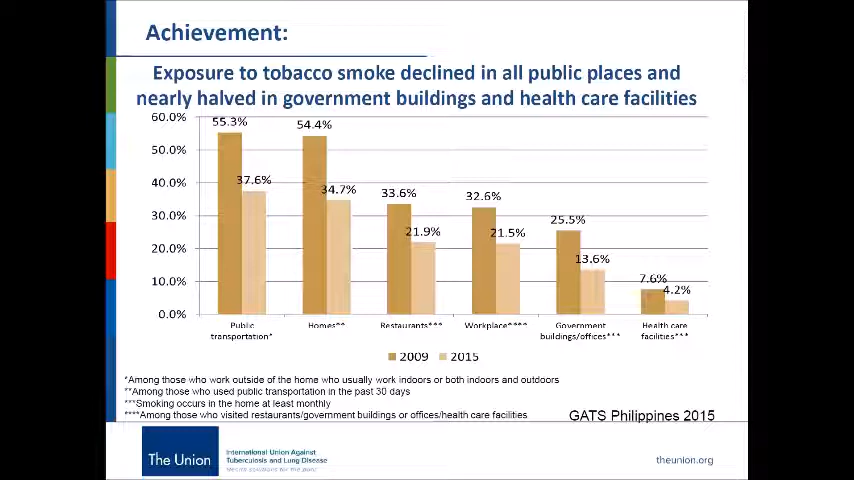 Achievement:
Exposure to tobacco smoke declined in all public places and
nearly halved in government buildings and health care facilities
60.0%
50.0%
40.0%
30.0%
20.0%
10.0%
0.0%
55.3%
37.6%
54.4%
34.7%
33.6%
21.9%
32.6%
21.5%
25.5%
13.6%
7.6%
4.2%
Public
transportation*
Homes**
Restaurants***
Workplace****
Government
buildings/offices***
Health care
facilities***
2009 2015
*Among those who work outside of the home who usually work indoors or both indoors and outdoors
**Among those who used public transportation in the past 30 days
***Smoking occurs in the home at least monthly
****Among those who visited restaurants/government buildings or offices/health care facilities
GATS Philippines 2015
The Union
International Union Against
Tuberculosis and Lung Disease
Health solutions for the poor
theunion.org